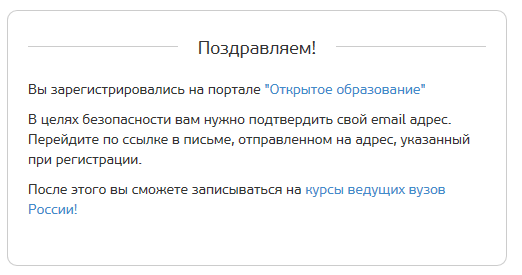 Поздравляем!
Вы зарегистрировались на портале "Открытое образование"
В целях безопасности вам нужно подтвердить свой email адрес.
Перейдите по ссылке в письме, отправленном на адрес, указанный
при регистрации.
После этого вы сможете записываться на курсы ведущих вузов
России!